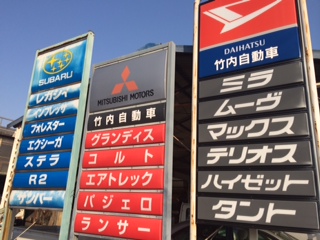 SUBARU
レガシィ
インプレッサ
フォレスター
エクシーガ
ステラ
R2
サンバー
MITSUBISHI MOTORS
竹内自動車
グランディス
コルト
エアトレック
パジェロ
ランサー
DAIHATSU
竹内自動車
ミラ
ムーヴ
マックス
テリオス
ハイゼット
タント